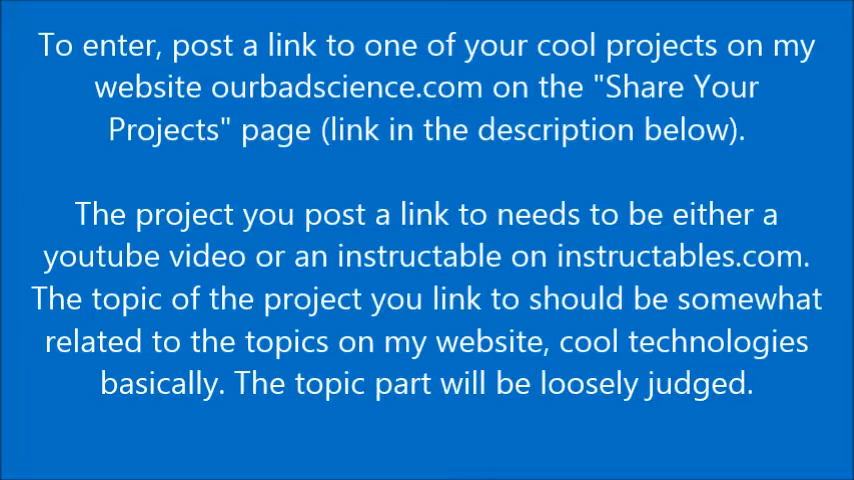 To enter, post a link to one of your cool projects on my
website ourbadscience.com on the "Share Your
Projects" page (link in the description below).
The project you post a link to needs to be either a
youtube video or an instructable on instructables.com.
The topic of the project you link to should be somewhat
related to the topics on my website, cool technologies
basically. The topic part will be loosely judged.